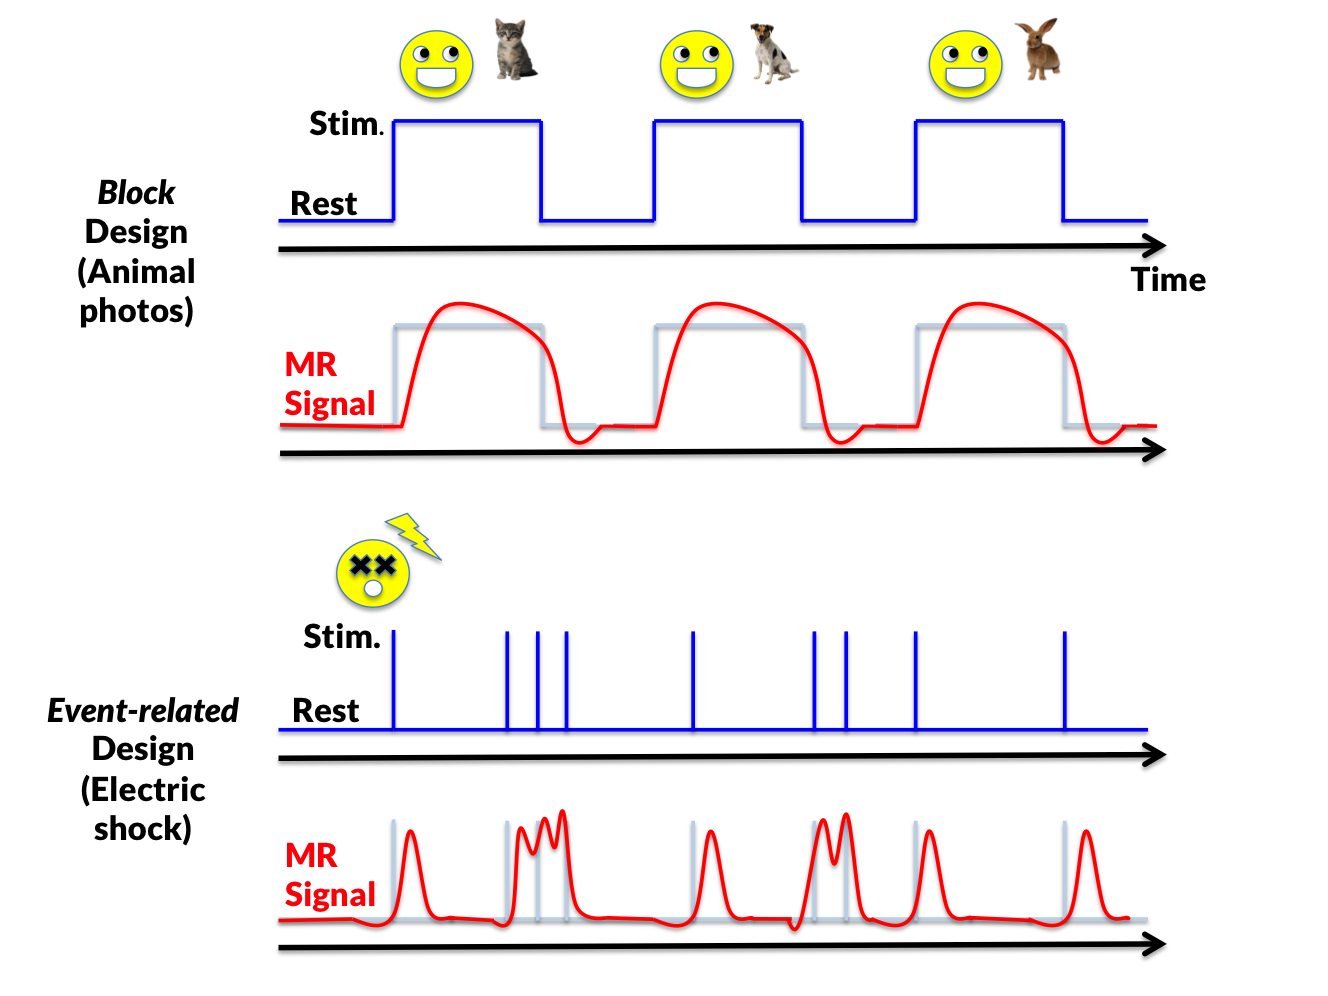 Stim.
Block
Design
(Animal
photos)
Rest
Time
MR
Signal
Stim.
Event-related
Design
(Electric
shock)
Rest
MR
Signal